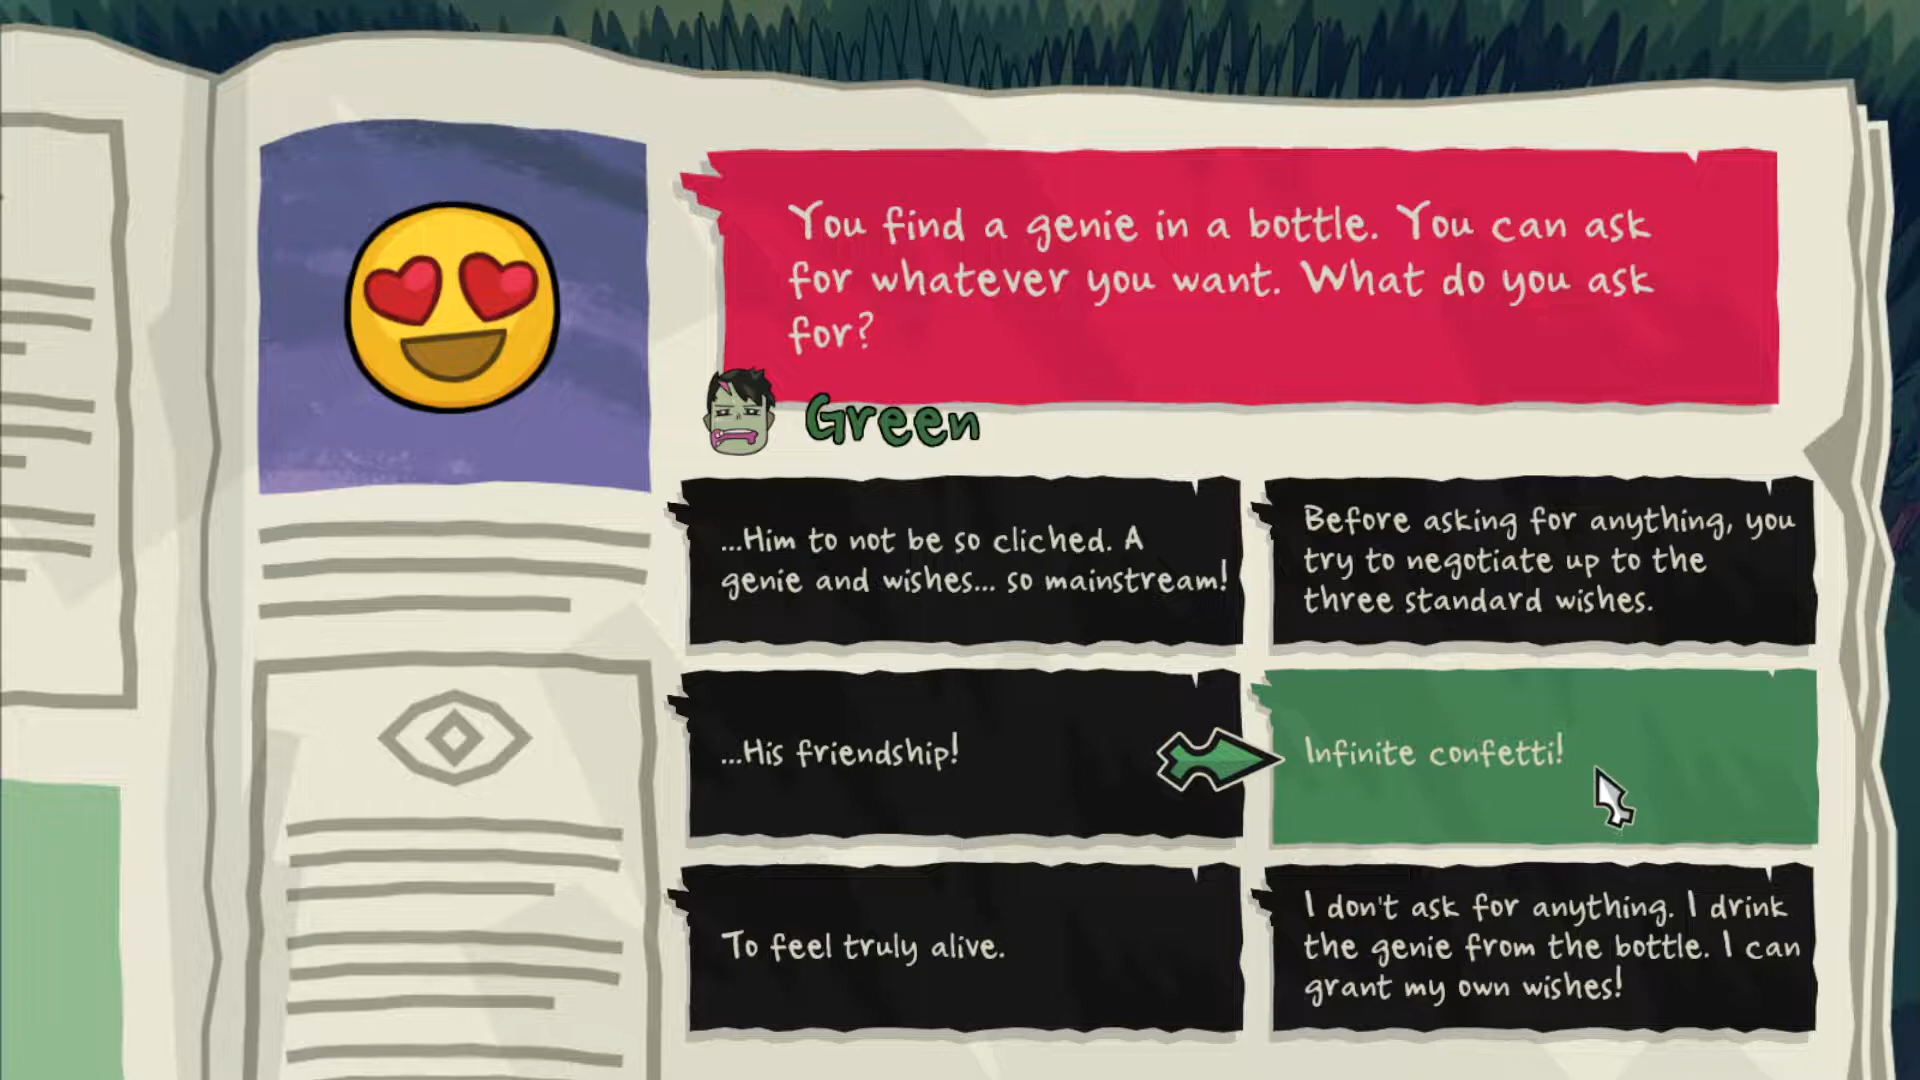 You find a genie in a bottle. You can ask
for whatever you want. What do you ask
for?
Green
...Him to not be so cliched. A
genie and wishes... so mainstream!
Before asking for anything, you
try to negotiate up to the
three standard wishes.
...His friendship!
Infinite confetti!
To feel truly alive.
I don't ask for anything. I drink
the genie from the bottle. I can
grant my own wishes!